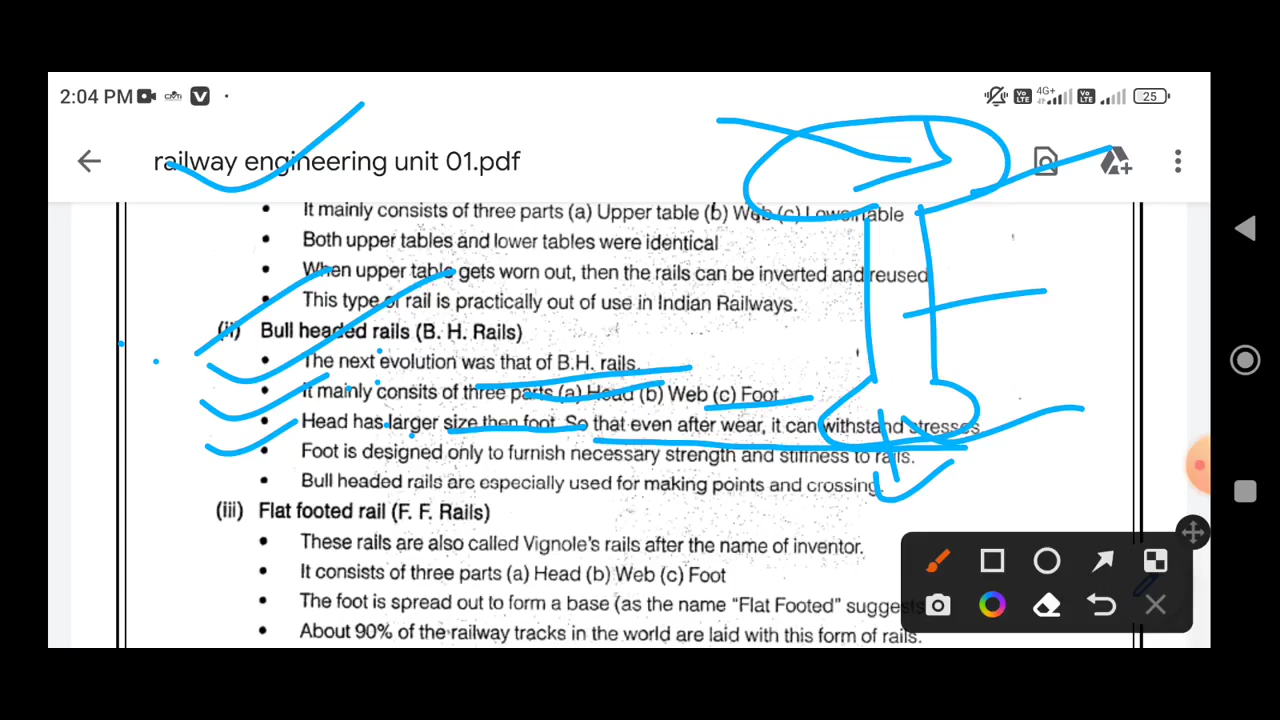 2:04 PM 4G+ Vo LTE Vo LTE 25
railway engineering unit 01.pdf
• It mainly consists of three parts (a) Upper table (b) Web (c) Lower table
• Both upper tables and lower tables were identical
• When upper table gets worn out, then the rails can be inverted and reused
• This type of rail is practically out of use in Indian Railways.
(ii) Bull headed rails (B. H. Rails)
• The next evolution was that of B.H. rails.
• It mainly consits of three parts (a) Head (b) Web (c) Foot
• Head has larger size then foot. So that even after wear, it can withstand stresses
• Foot is designed only to furnish necessary strength and stiffness to rails.
• Bull headed rails are especially used for making points and crossing.
(iii) Flat footed rail (F. F. Rails)
• These rails are also called Vignole's rails after the name of inventor.
• It consists of three parts (a) Head (b) Web (c) Foot
• The foot is spread out to form a base (as the name "Flat Footed" suggests
• About 90% of the railway tracks in the world are laid with this form of rails.